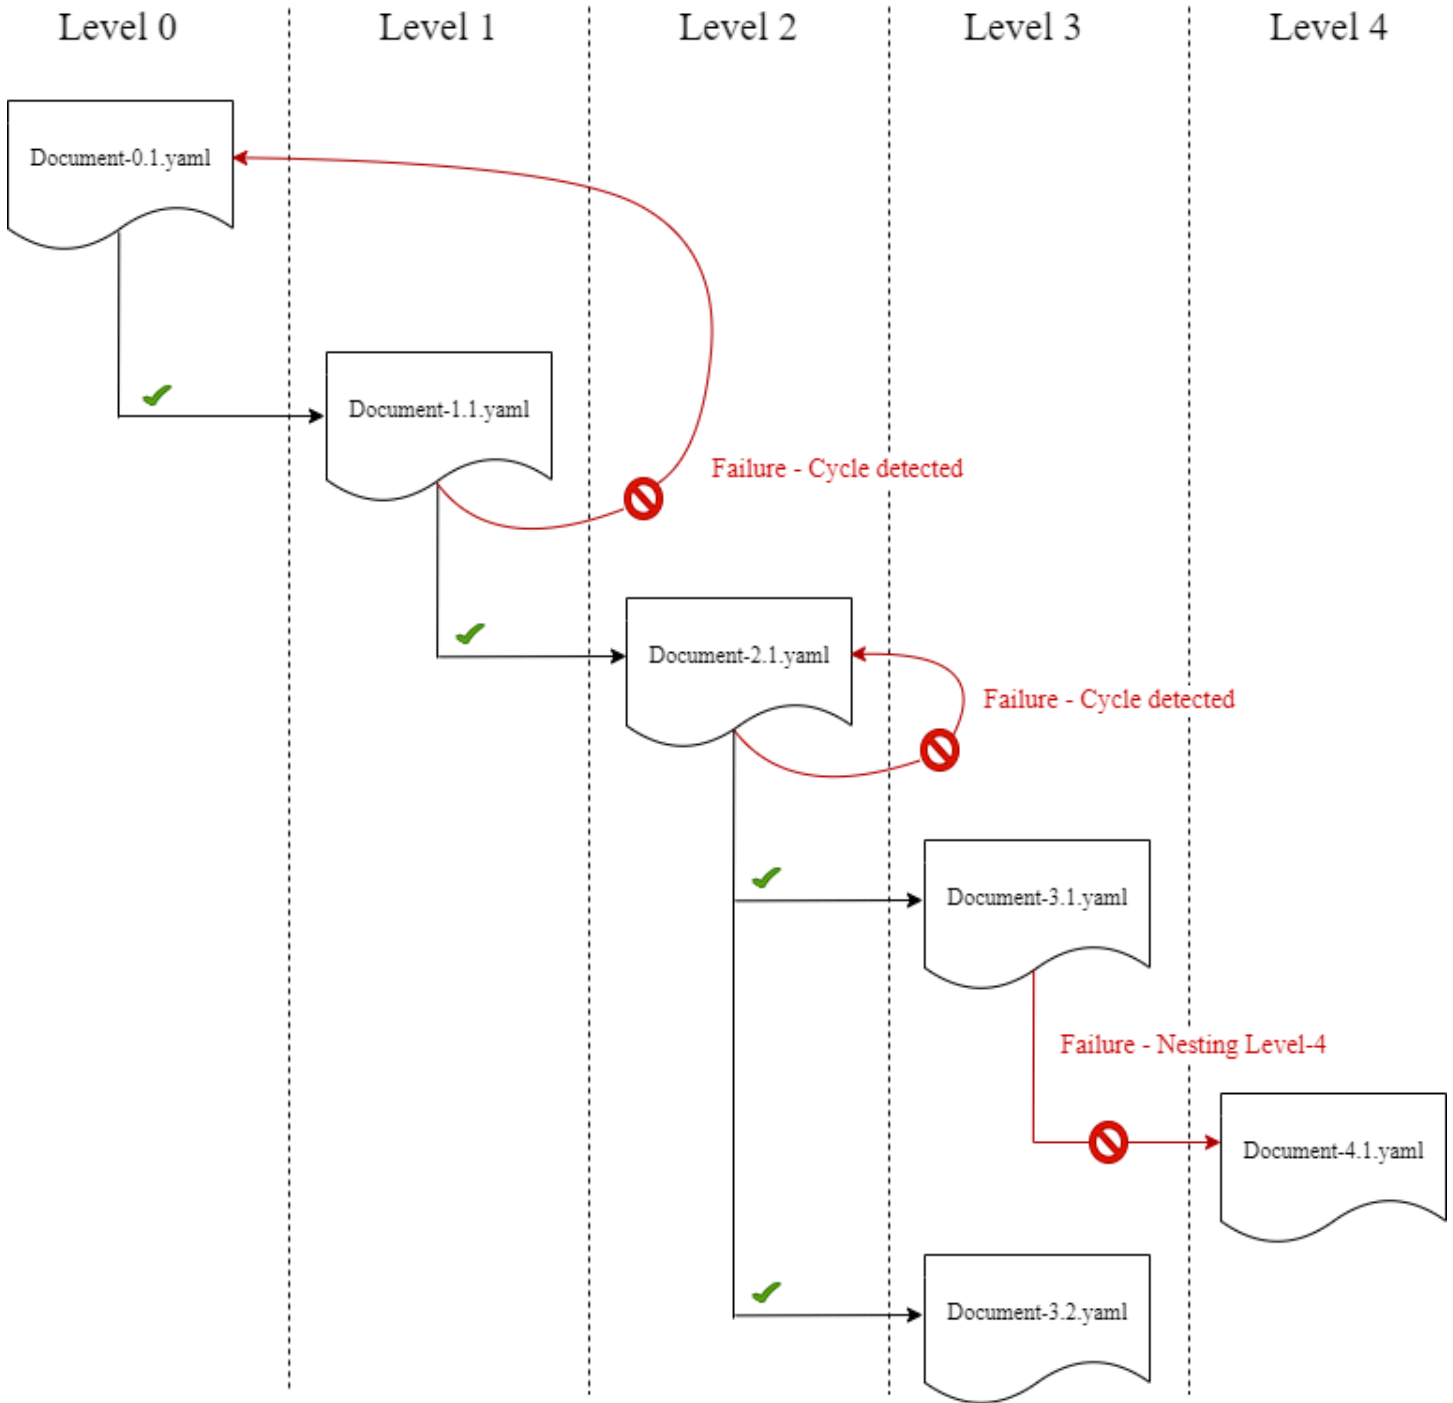 Level 0
Level 1
Level 2
Level 3
Level 4
Document-0.1.yaml
Document-1.1.yaml
Failure - Cycle detected
Document-2.1.yaml
Failure - Cycle detected
Document-3.1.yaml
Failure - Nesting Level-4
Document-4.1.yaml
Document-3.2.yaml